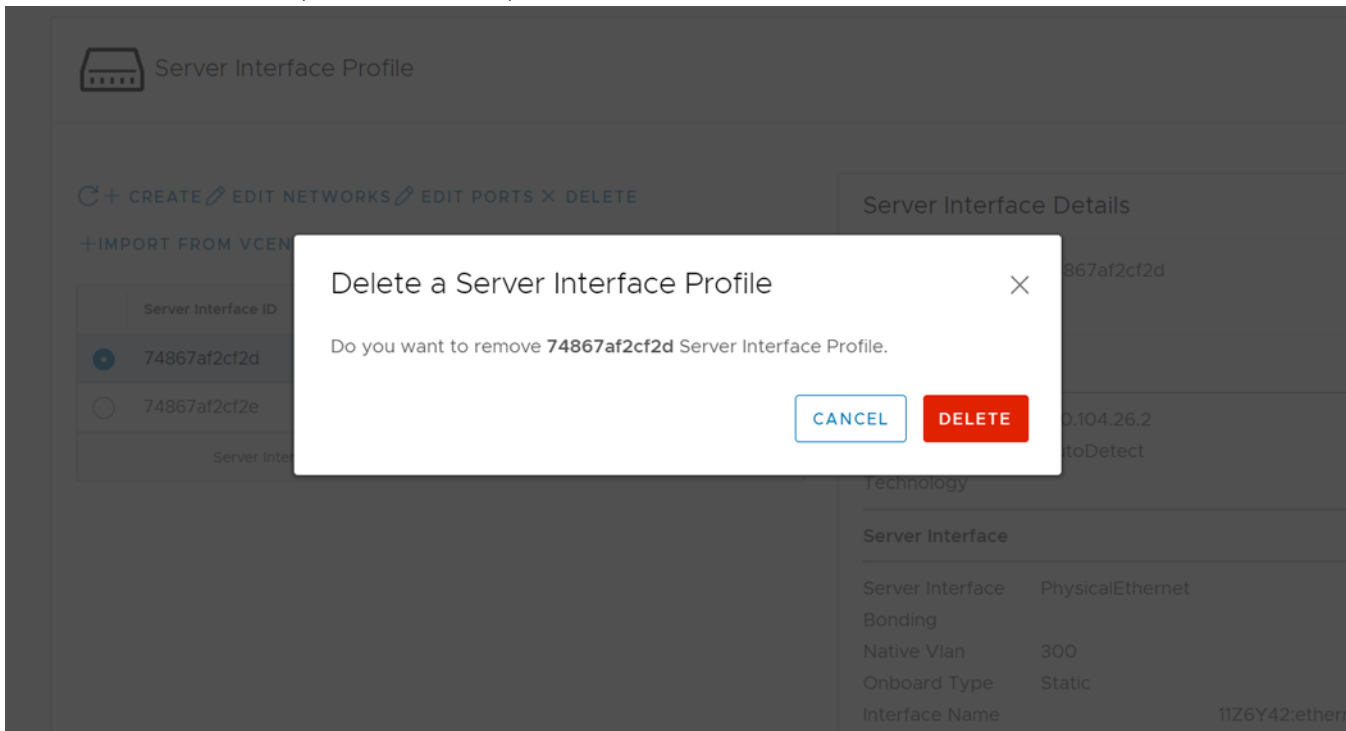 Server Interface Profile
CREATE EDIT NETWORKS EDIT PORTS × DELETE
+IMPORT FROM VCEN
Server Interface ID
74867af2cf2d
74867af2cf2e
Server Inter
Delete a Server Interface Profile
Do you want to remove 74867af2cf2d Server Interface Profile.
CANCEL DELETE
Server Interface Details
867af2cf2d
0.104.26.2
utoDetect
Technology
Server Interface
Server Interface PhysicalEthernet
Bonding
Native Vlan 300
Onboard Type Static
Interface Name 11Z6Y42:ethern